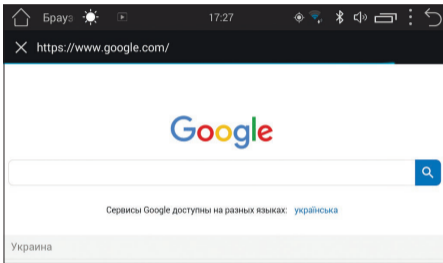 Брауз 17:27
https://www.google.com/
Google
Сервисы Google доступны на разных языках: українська
Украина